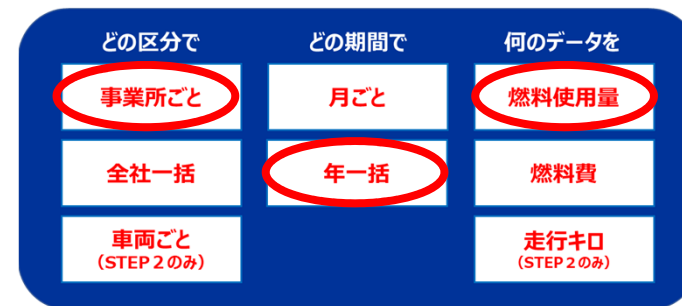 どの区分で
どの期間で
何のデータを
事業所ごと
月ごと
燃料使用量
全社一括
年一括
燃料費
車両ごと
(STEP2のみ)
走行キロ
(STEP2のみ)